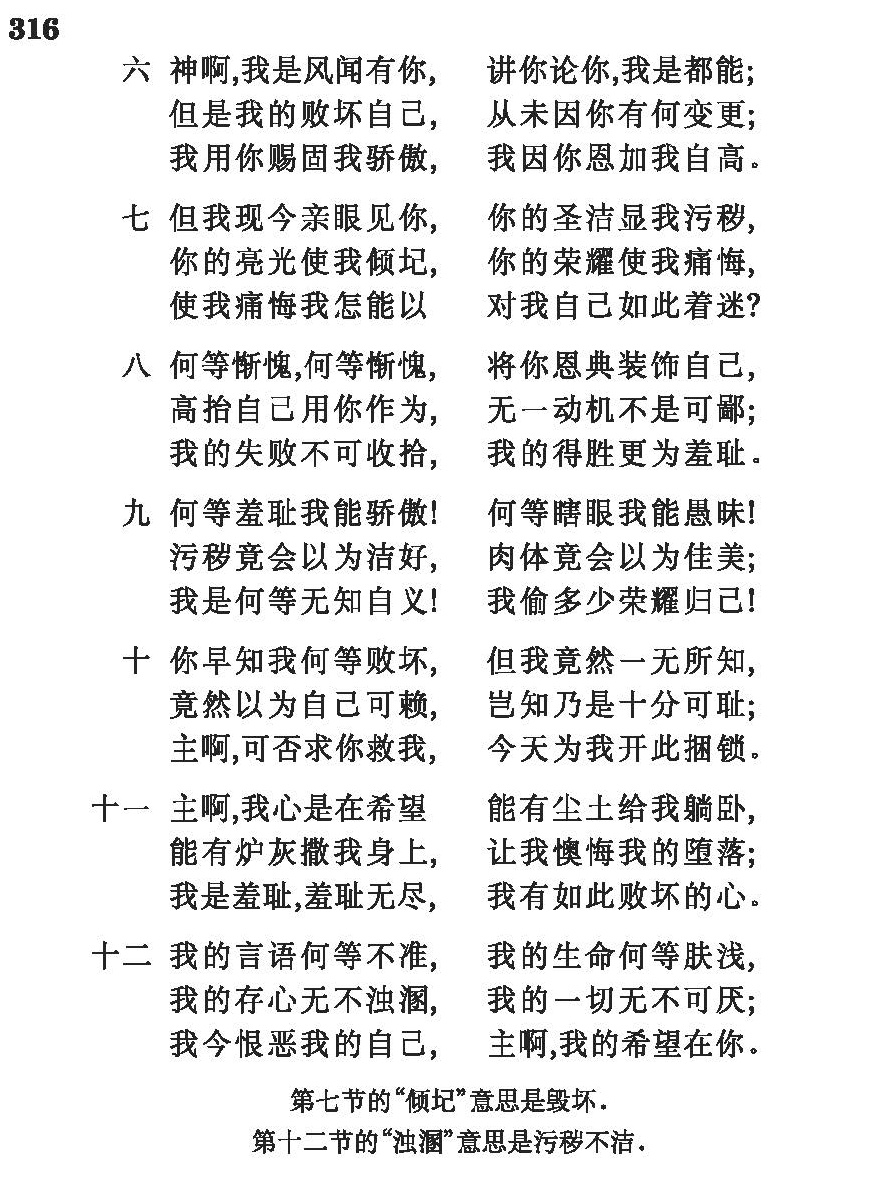 316
六 神啊,我是风闻有你, 讲你论你,我是都能;
但是我的败坏自己, 从未因你有何变更;
我用你赐固我骄傲, 我因你恩加我自高。
七 但我现今亲眼见你, 你的圣洁显我污秽,
你的亮光使我倾圮, 你的荣耀使我痛悔,
使我痛悔我怎能以 对我自己如此着迷?
八 何等惭愧,何等惭愧, 将你恩典装饰自己,
高抬自己用你作为, 无一动机不是可鄙;
我的失败不可收拾, 我的得胜更为羞耻。
九 何等羞耻我能骄傲! 何等瞎眼我能愚昧!
污秽竟会以为洁好, 肉体竟会以为佳美;
我是何等无知自义! 我偷多少荣耀归己!
十 你早知我何等败坏, 但我竟然一无所知,
竟然以为自己可赖, 岂知乃是十分可耻;
主啊,可否求你救我, 今天为我开此捆锁。
十一 主啊,我心是在希望 能有尘土给我躺卧,
能有炉灰撒我身上, 让我懊悔我的堕落;
我是羞耻,羞耻无尽, 我有如此败坏的心。
十二 我的言语何等不准, 我的生命何等肤浅,
我的存心无不浊溷, 我的一切无不可厌;
我今恨恶我的自己, 主啊,我的希望在你。
第七节的“倾圮”意思是毁坏.
第十二节的“浊溷”意思是污秽不洁.